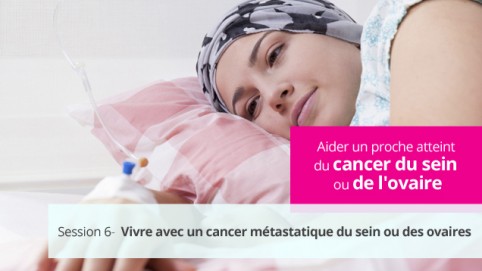 Aider un proche atteint
du cancer du sein
ou de l'ovaire
Session 6- Vivre avec un cancer métastatique du sein ou des ovaires